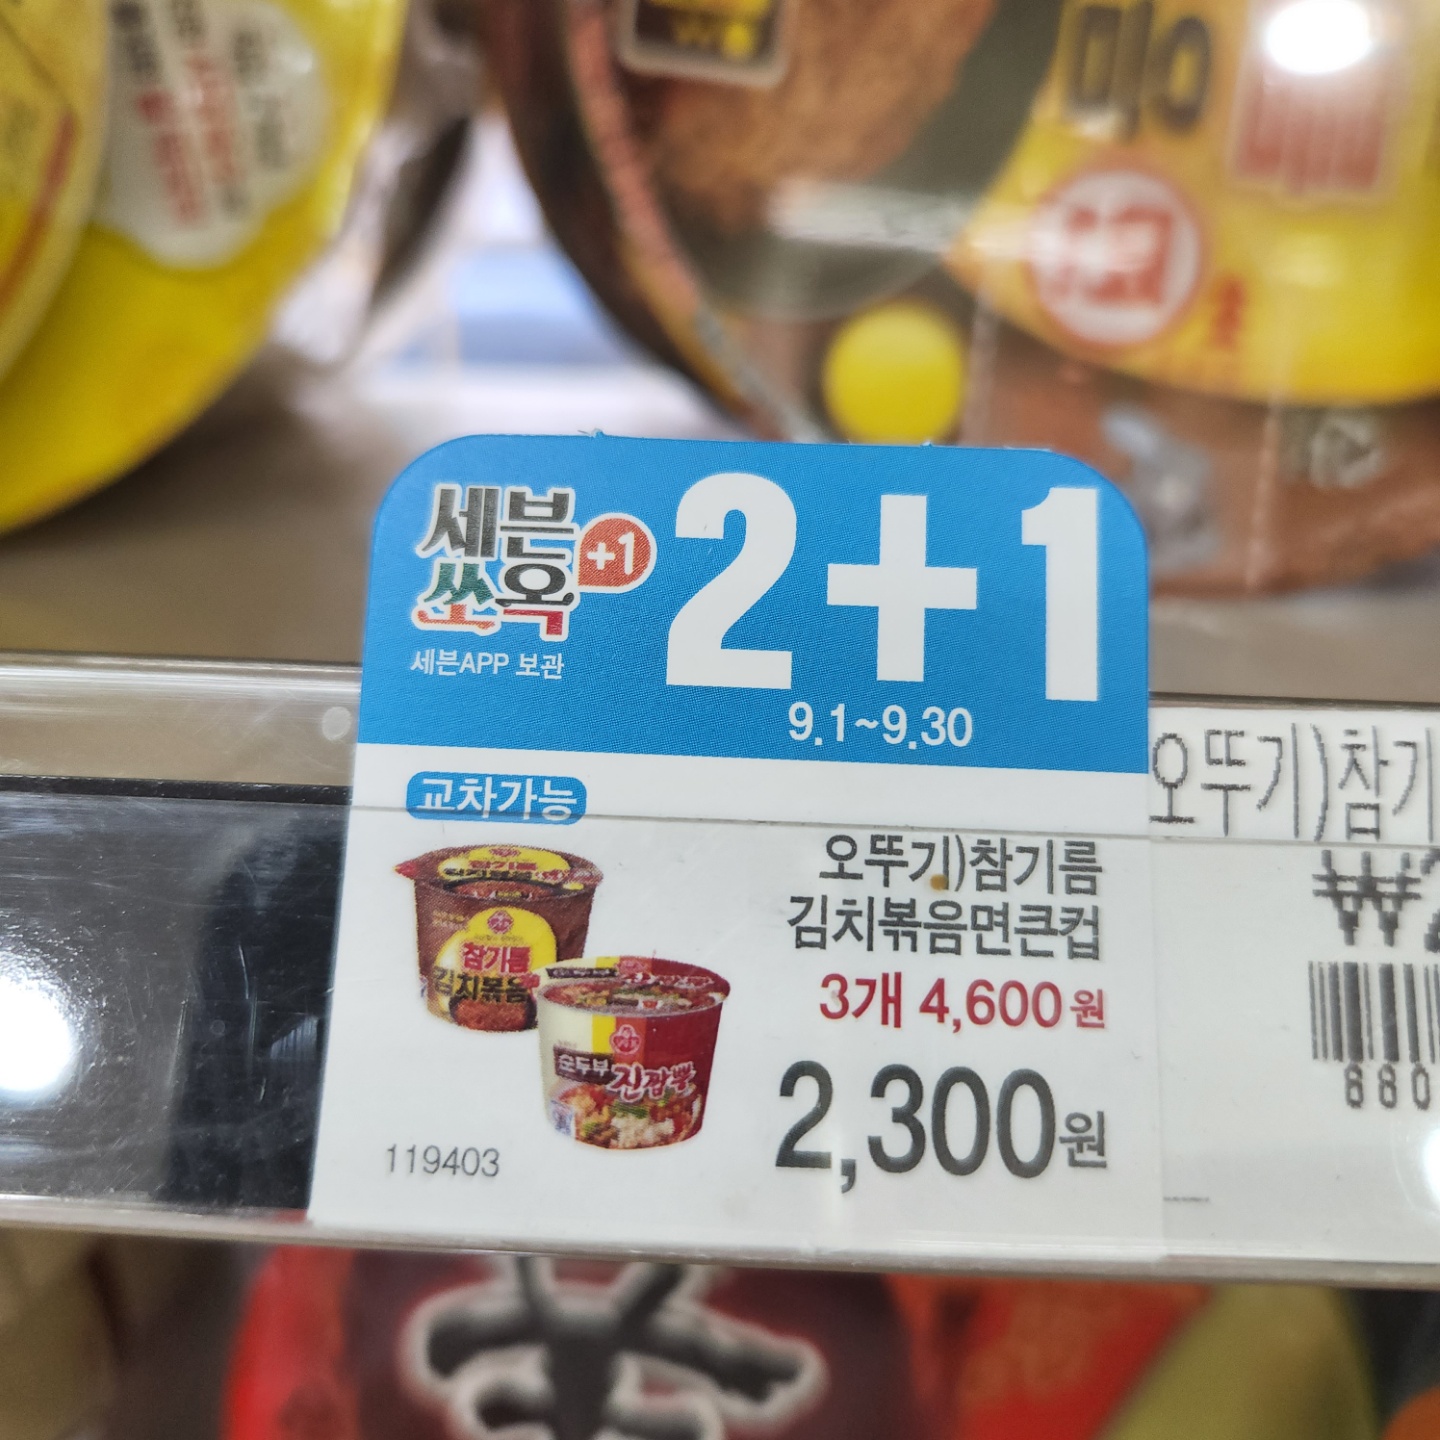 세븐
쏘옥
+1
2+1
세븐APP 보관
9.1~9.30
교차가능
오뚜기)참기름
김치볶음면큰컵
3개 4,600원
2,300원
119403
참기름
김치볶음
순두부
진짬뽕
오뚜기)참기
₩2
880